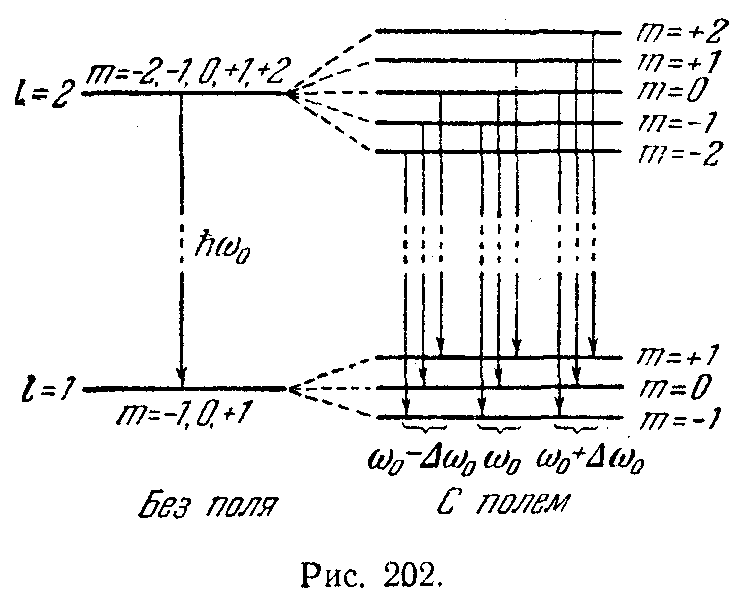 m=-2,-1, 0, +1, +2
l=2
ħω₀
l=1
m=-1, 0, +1
m=+2
m=+1
m=0
m=-1
m=-2
m=+1
m=0
m=-1
ω₀-Δω₀ ω₀ ω₀+Δω₀
Без поля
С полем
Рис. 202.